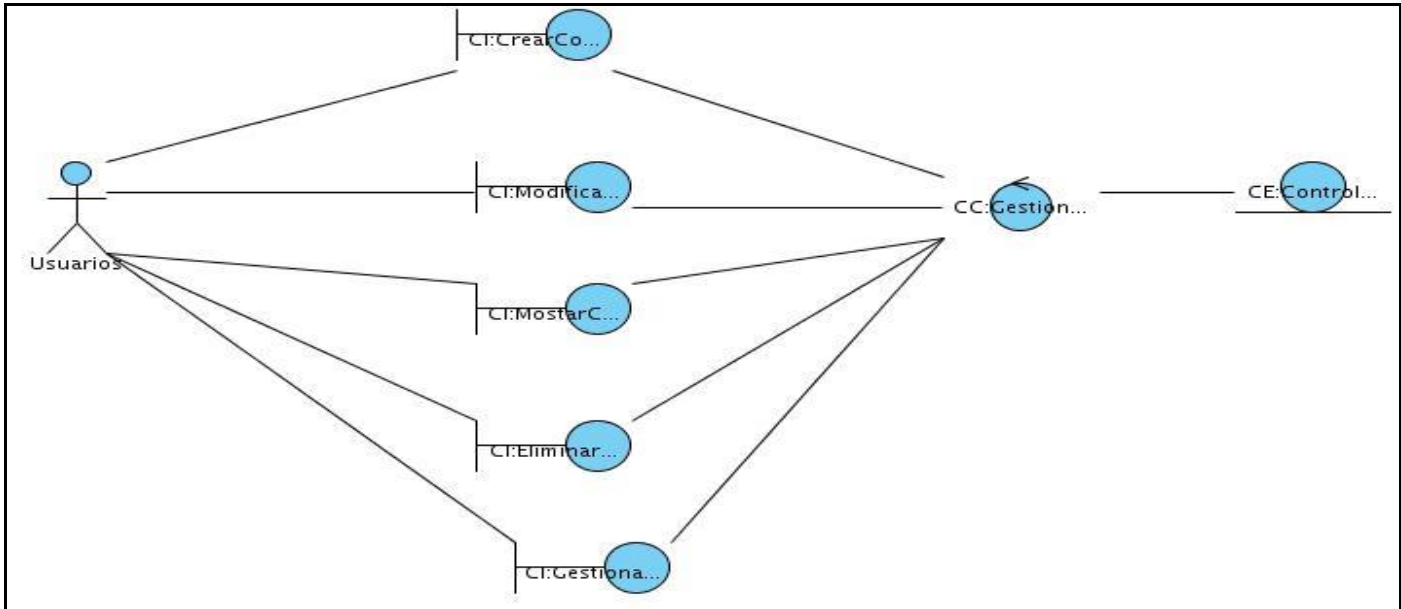 CI:CrearCo...
CI:Modifica...
CC:Gestion...
CE:Control...
Usuarios
CI:MostarC...
CI:Eliminar...
CI:Gestiona...